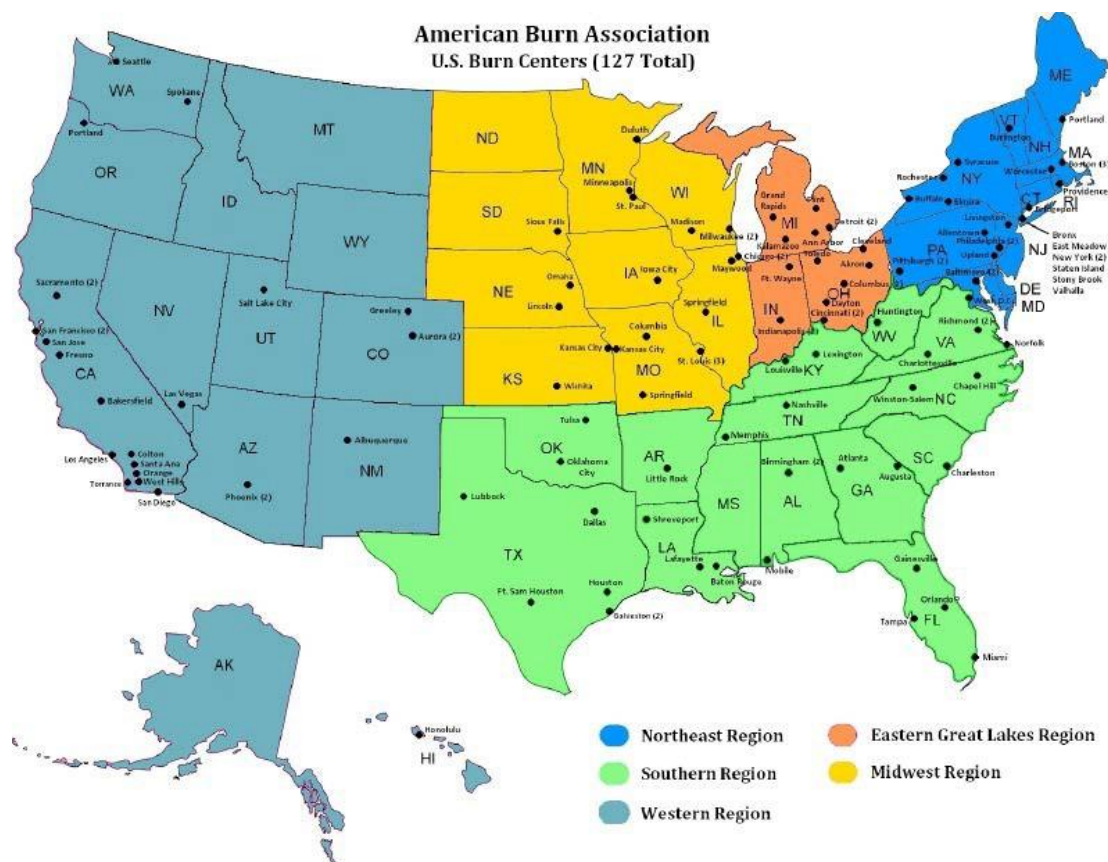 American Burn Association
U.S. Burn Centers (127 Total)
Seattle
WA
Spokane
Portland
OR
MT
ID
WY
NV
UT
Salt Lake City
Greeley
Aurora (2)
CO
Sacramento (2)
San Francisco (2)
San Jose
Fresno
CA
Bakersfield
Las Vegas
Los Angeles
Colton
Santa Ana
Orange
West Hills
Torrance
San Diego
AZ
Phoenix (2)
Albuquerque
NM
ND
SD
Sioux Falls
NE
Omaha
Lincoln
KS
Wichita
Kansas City
MN
Duluth
Minneapolis
St. Paul
WI
Madison
Milwaukee (2)
IA
Iowa City
Chicago (2)
Maywood
Springfield
IL
Columbia
Kansas City
St. Louis (3)
MO
Springfield
Grand
Rapids
Flint
MI
Detroit (2)
Kalamazoo
Ann Arbor
Cleveland
Toledo
Ft. Wayne
Akron
Columbus
OH
Dayton
Cincinnati (2)
IN
Indianapolis
ME
Portland
VT
Burlington
NH
MA
Boston (3)
Worcester
Providence
RI
CT
Bridgeport
Syracuse
Rochester
NY
Buffalo
Elmira
Livingston
Allentown
Philadelphia (2)
PA
Upland
Pittsburgh (2)
Baltimore (2)
Wash D.C.
NJ
DE
MD
Bronx
East Meadow
New York (2)
Staten Island
Stony Brook
Valhalla
Huntington
WV
Richmond (2)
VA
Norfolk
Charlottesville
Lexington
Louisville
KY
Chapel Hill
Winston-Salem
NC
Nashville
TN
Memphis
SC
Charleston
Tulsa
OK
Oklahoma
City
AR
Little Rock
Birmingham (2)
Atlanta
Augusta
MS
AL
GA
Lubbock
Dallas
TX
Shreveport
LA
Lafayette
Baton Rouge
Mobile
Houston
Ft. Sam Houston
Galveston (2)
Gainesville
Orlando
Tampa
FL
Miami
AK
Honolulu
HI
Northeast Region
Eastern Great Lakes Region
Southern Region
Midwest Region
Western Region